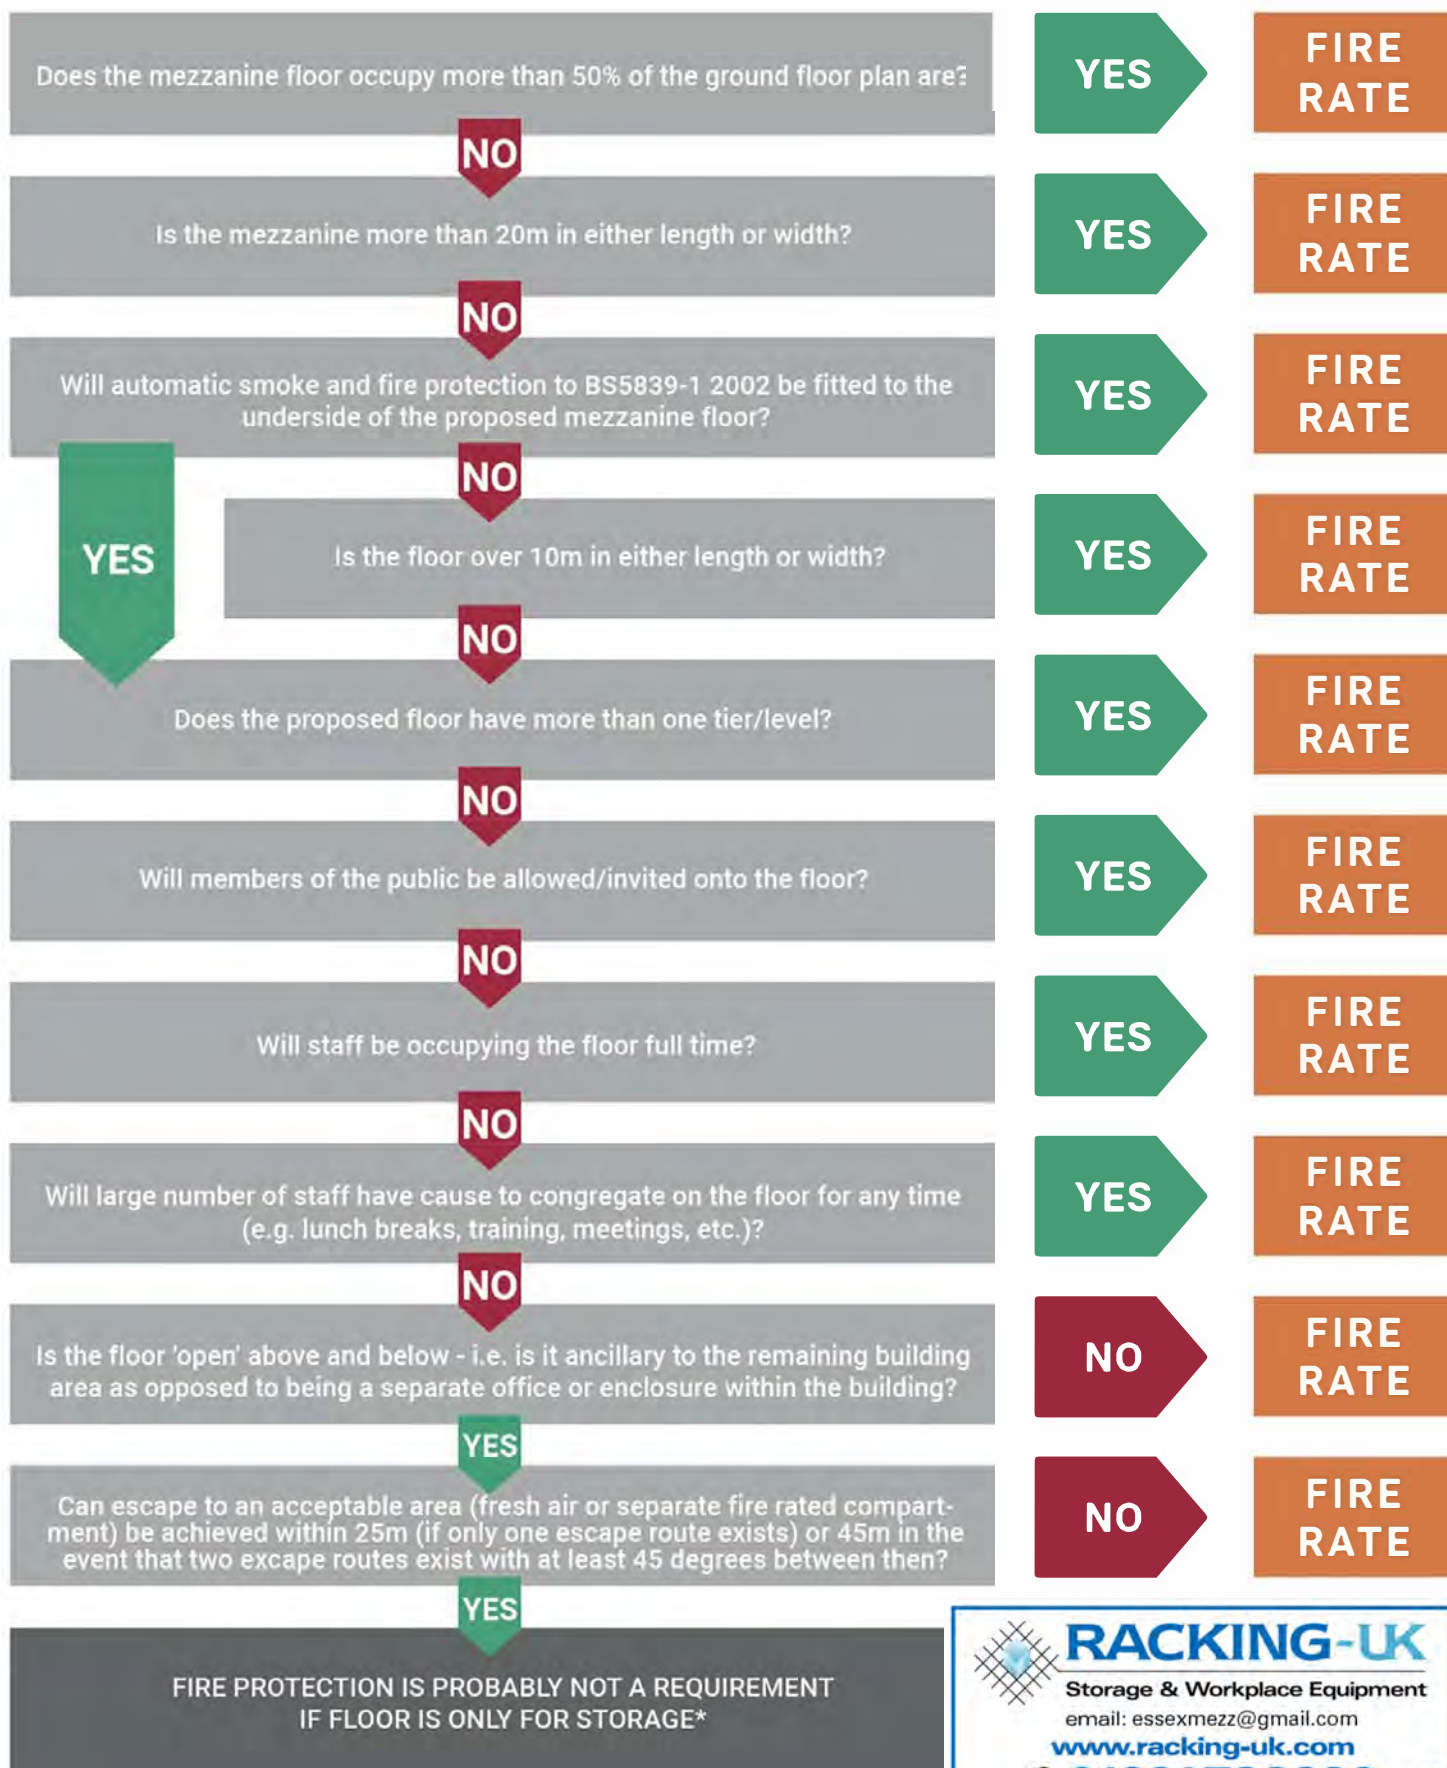 Does the mezzanine floor occupy more than 50% of the ground floor plan are?
YES
FIRE
RATE
NO
Is the mezzanine more than 20m in either length or width?
YES
FIRE
RATE
NO
Will automatic smoke and fire protection to BS5839-1 2002 be fitted to the
underside of the proposed mezzanine floor?
YES
FIRE
RATE
NO
YES
Is the floor over 10m in either length or width?
YES
FIRE
RATE
NO
Does the proposed floor have more than one tier/level?
YES
FIRE
RATE
NO
Will members of the public be allowed/invited onto the floor?
YES
FIRE
RATE
NO
Will staff be occupying the floor full time?
YES
FIRE
RATE
NO
Will large number of staff have cause to congregate on the floor for any time
(e.g. lunch breaks, training, meetings, etc.)?
YES
FIRE
RATE
NO
Is the floor 'open' above and below - i.e. is it ancillary to the remaining building
area as opposed to being a separate office or enclosure within the building?
NO
FIRE
RATE
YES
Can escape to an acceptable area (fresh air or separate fire rated compart-
ment) be achieved within 25m (if only one escape route exists) or 45m in the
event that two excape routes exist with at least 45 degrees between then?
NO
FIRE
RATE
YES
FIRE PROTECTION IS PROBABLY NOT A REQUIREMENT
IF FLOOR IS ONLY FOR STORAGE*
RACKING-UK
Storage & Workplace Equipment
email: essexmezz@gmail.com
www.racking-uk.com